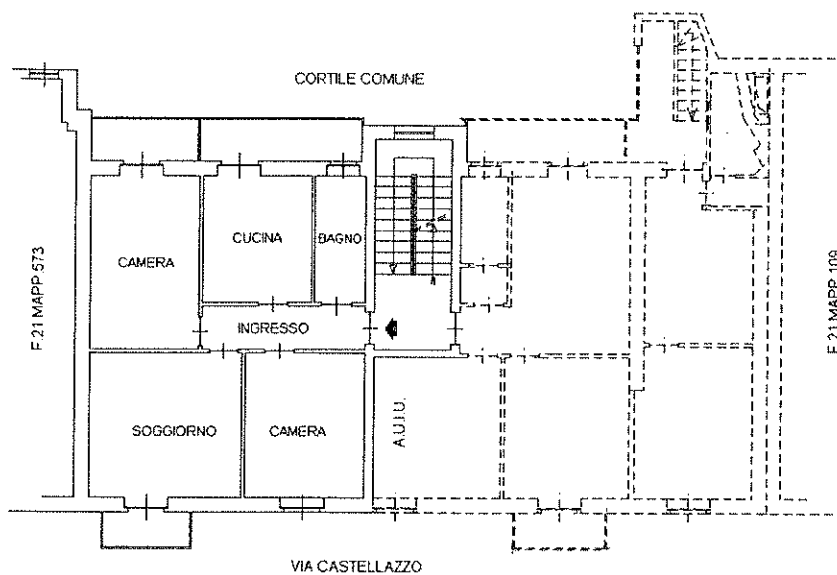 CORTILE COMUNE
F.21 MAPP.573
CAMERA
CUCINA
BAGNO
INGRESSO
SOGGIORNO
CAMERA
A.U.I.U.
F.21 MAPP.109
VIA CASTELLAZZO